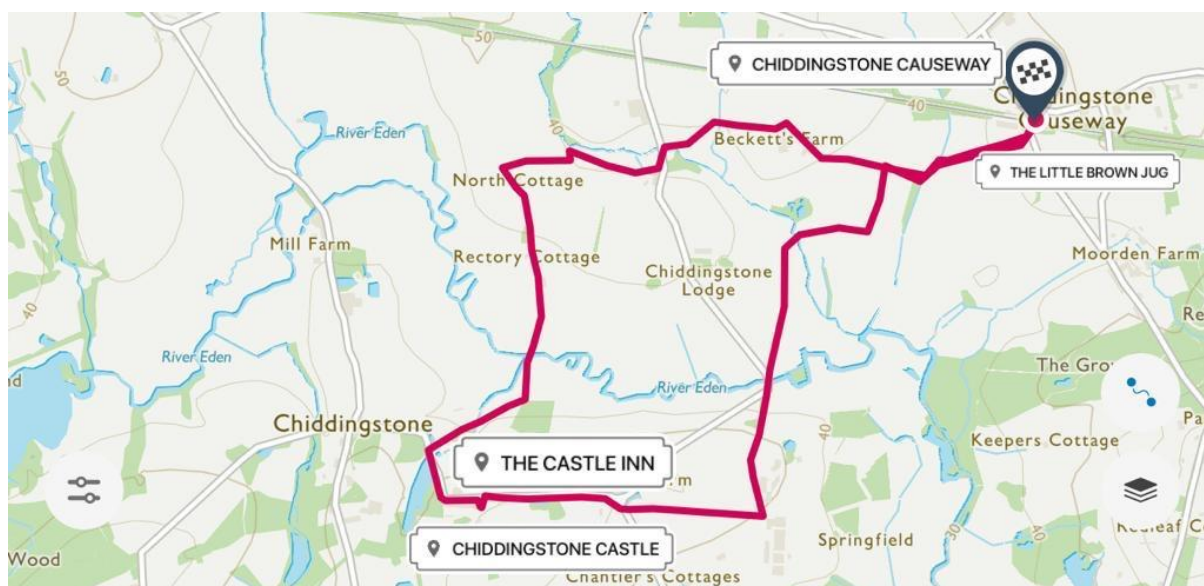 50
50
CHIDDINGSTONE CAUSEWAY
40
40
River Eden
Beckett's Farm
Causeway
THE LITTLE BROWN JUG
North Cottage
Mill Farm
Rectory Cottage
Chiddingstone
Lodge
Moorden Farm
40
River Eden
River Eden
Chiddingstone
40
Keepers Cottage
THE CASTLE INN
Springfield
CHIDDINGSTONE CASTLE
30
Wood
Chantler's Cottages